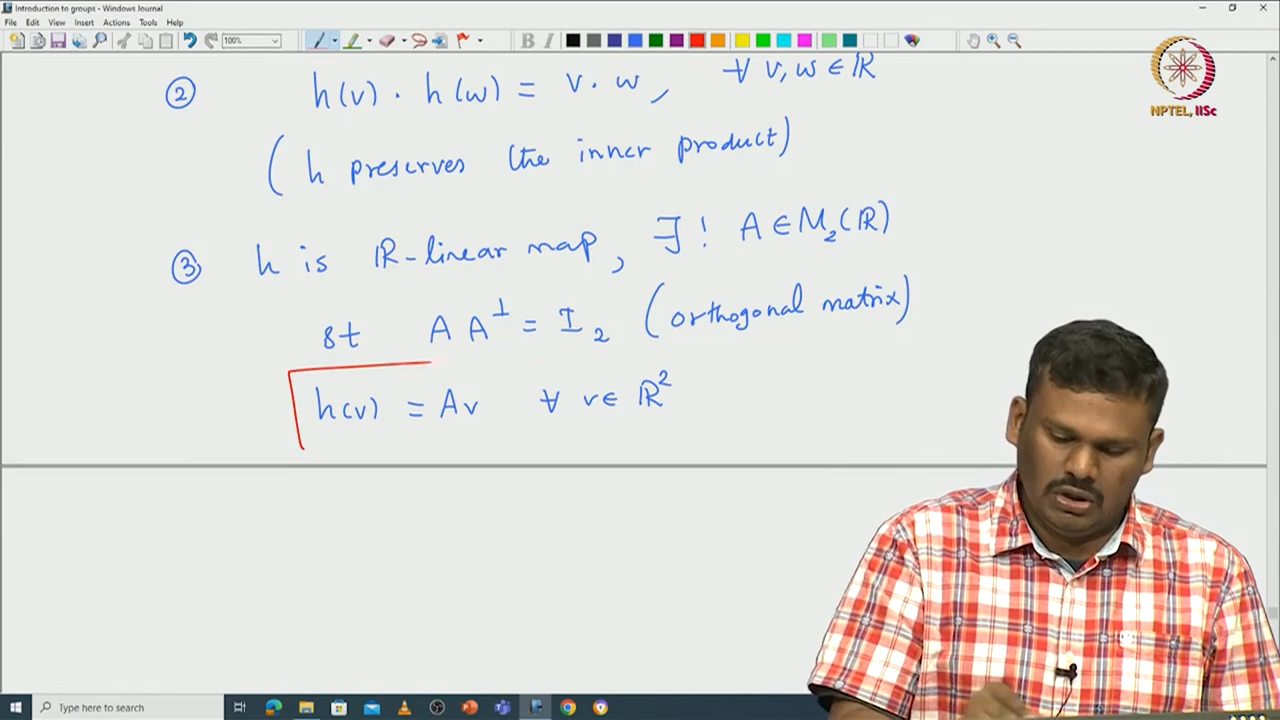 Introduction to groups - Windows Journal
File Edit View Insert Actions Tools Help
100%
B I
NPTEL, IISc
② h(v) · h(w) = v · w, ∀ v, w ∈ ℝ
(h preserves the inner product)
③ h is ℝ-linear map, ∃! A ∈ M₂(ℝ)
st A A^⊥ = I₂ (orthogonal matrix)
h(v) = Av ∀ v ∈ ℝ²
Type here to search